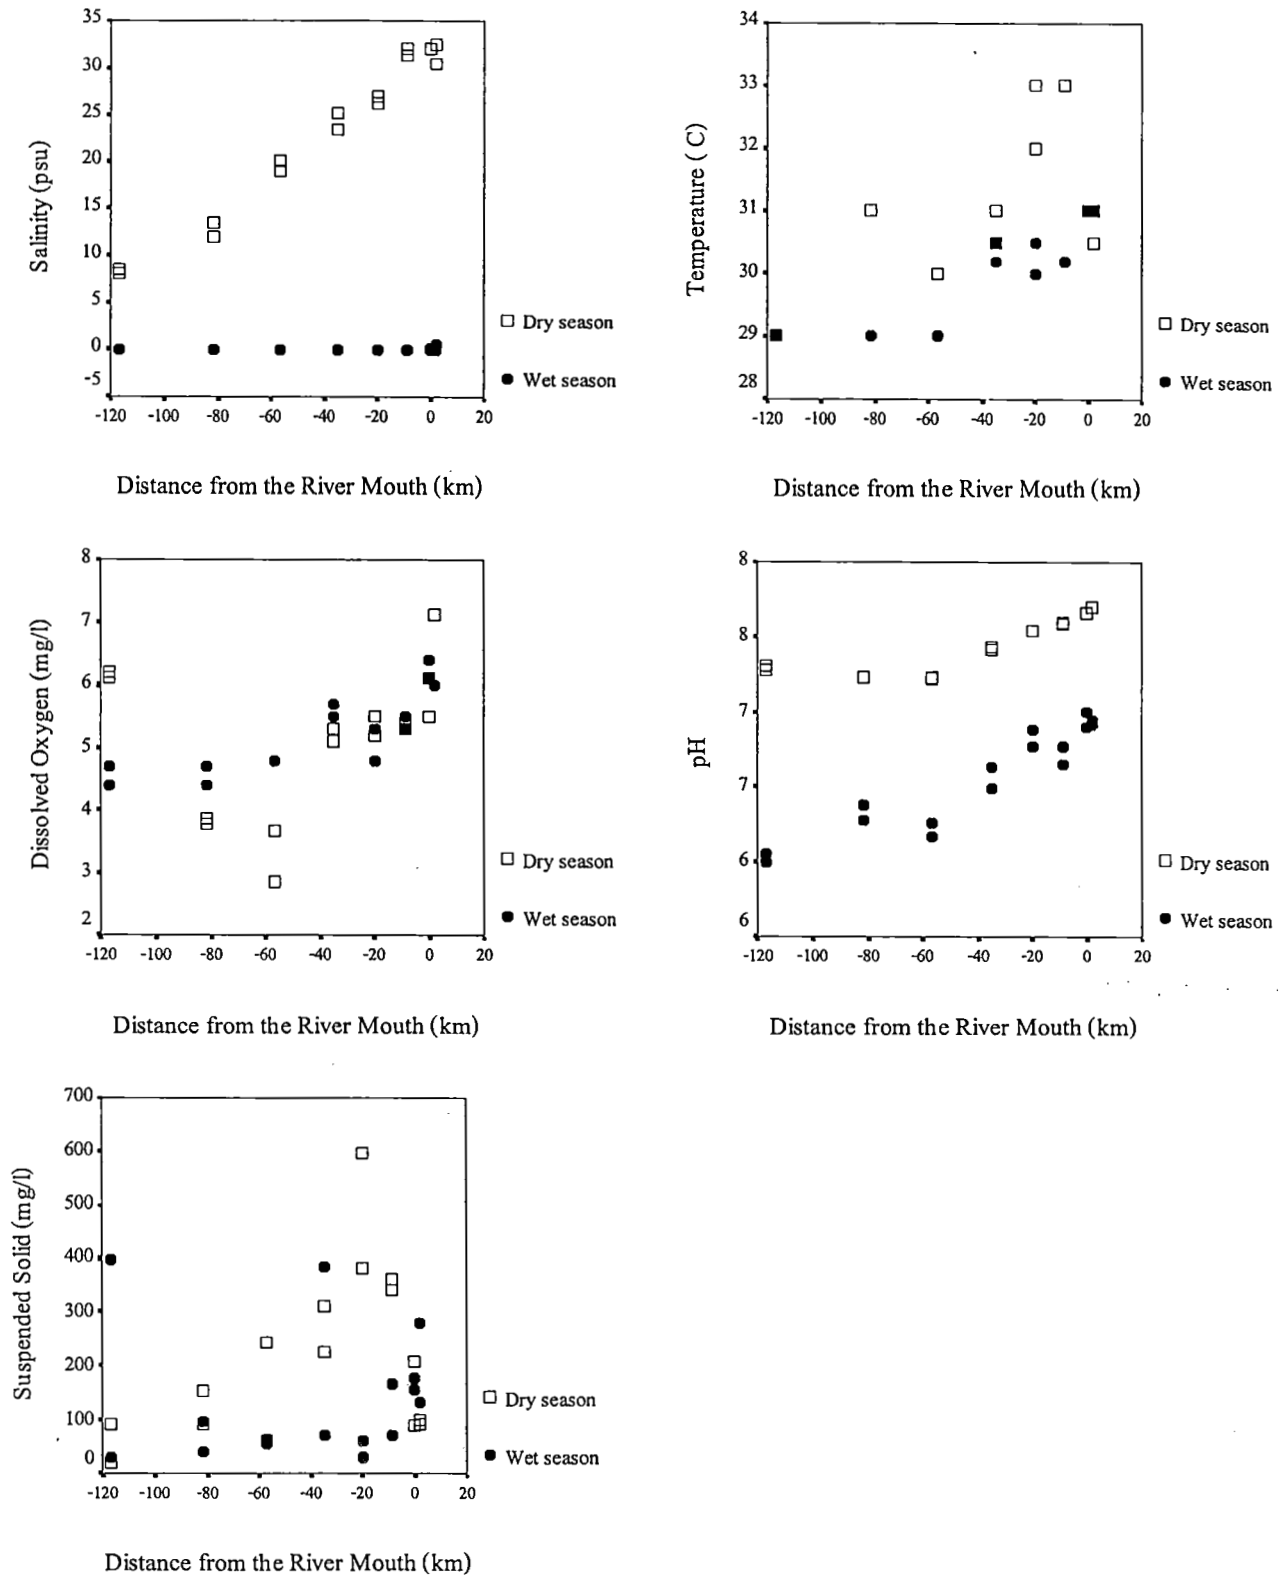 35
30
25
20
15
10
5
0
-5
Salinity (psu)
-120 -100 -80 -60 -40 -20 0 20
Distance from the River Mouth (km)
Dry season
Wet season
34
33
32
31
30
29
28
Temperature ( C)
-120 -100 -80 -60 -40 -20 0 20
Distance from the River Mouth (km)
Dry season
Wet season
8
7
6
5
4
3
2
Dissolved Oxygen (mg/l)
-120 -100 -80 -60 -40 -20 0 20
Distance from the River Mouth (km)
Dry season
Wet season
8
8
7
7
6
6
pH
-120 -100 -80 -60 -40 -20 0 20
Distance from the River Mouth (km)
Dry season
Wet season
700
600
500
400
300
200
100
0
Suspended Solid (mg/l)
-120 -100 -80 -60 -40 -20 0 20
Distance from the River Mouth (km)
Dry season
Wet season